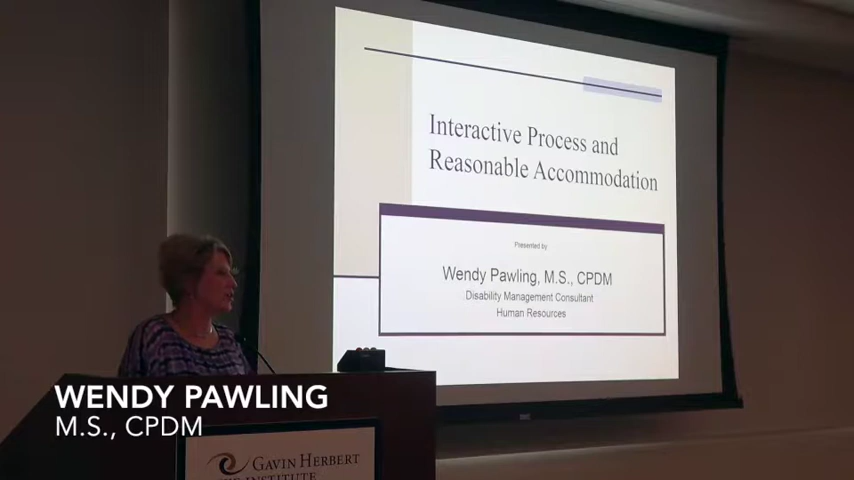 Interactive Process and
Reasonable Accommodation
Presented by
Wendy Pawling, M.S., CPDM
Disability Management Consultant
Human Resources
WENDY PAWLING
M.S., CPDM
GAVIN HERBERT
INSTITUTE